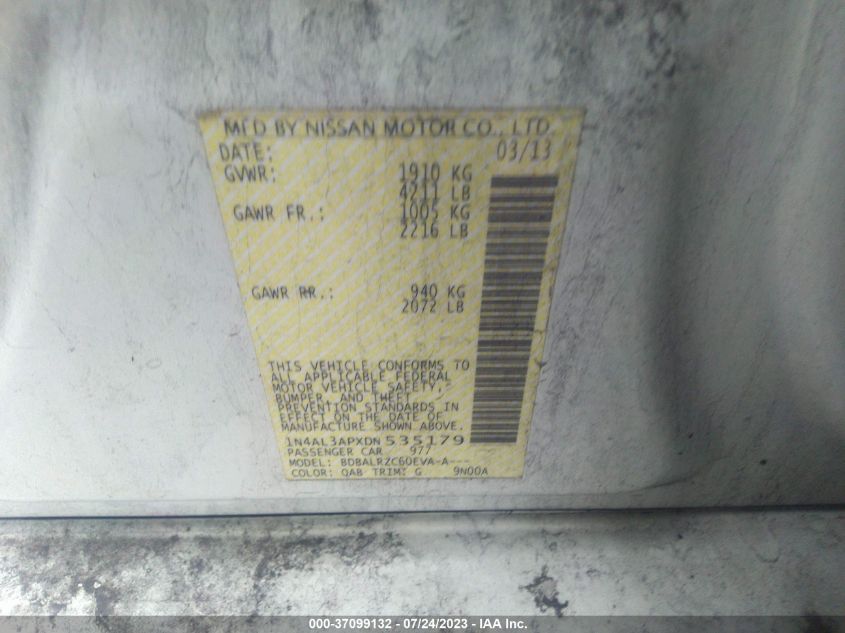 MFD BY NISSAN MOTOR CO., LTD.
DATE: 03/13
GVWR: 1910 KG
4211 LB
GAWR FR.: 1005 KG
2216 LB
GAWR RR.: 940 KG
2072 LB
THIS VEHICLE CONFORMS TO
ALL APPLICABLE FEDERAL
MOTOR VEHICLE SAFETY,
BUMPER, AND THEFT
PREVENTION STANDARDS IN
EFFECT ON THE DATE OF
MANUFACTURE SHOWN ABOVE.
1N4AL3APXDN 535179
PASSENGER CAR 977
MODEL: BDBALRZC60EVA-A---
COLOR: QAB TRIM: G 9N00A
000-37099132 - 07/24/2023 - IAA Inc.